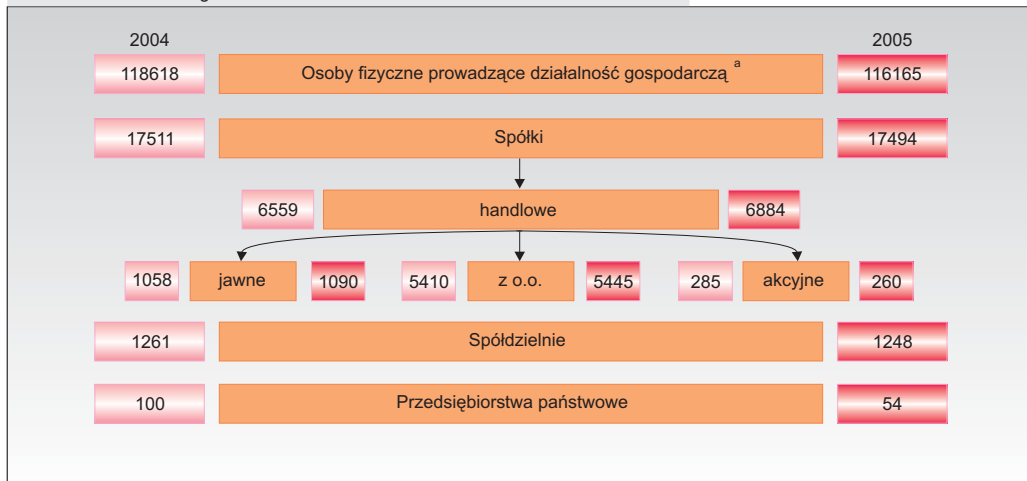 2004 2005
118618 Osoby fizyczne prowadzące działalność gospodarczą a 116165
17511 Spółki 17494
6559 handlowe 6884
1058 jawne 1090 5410 z o.o. 5445 285 akcyjne 260
1261 Spółdzielnie 1248
100 Przedsiębiorstwa państwowe 54